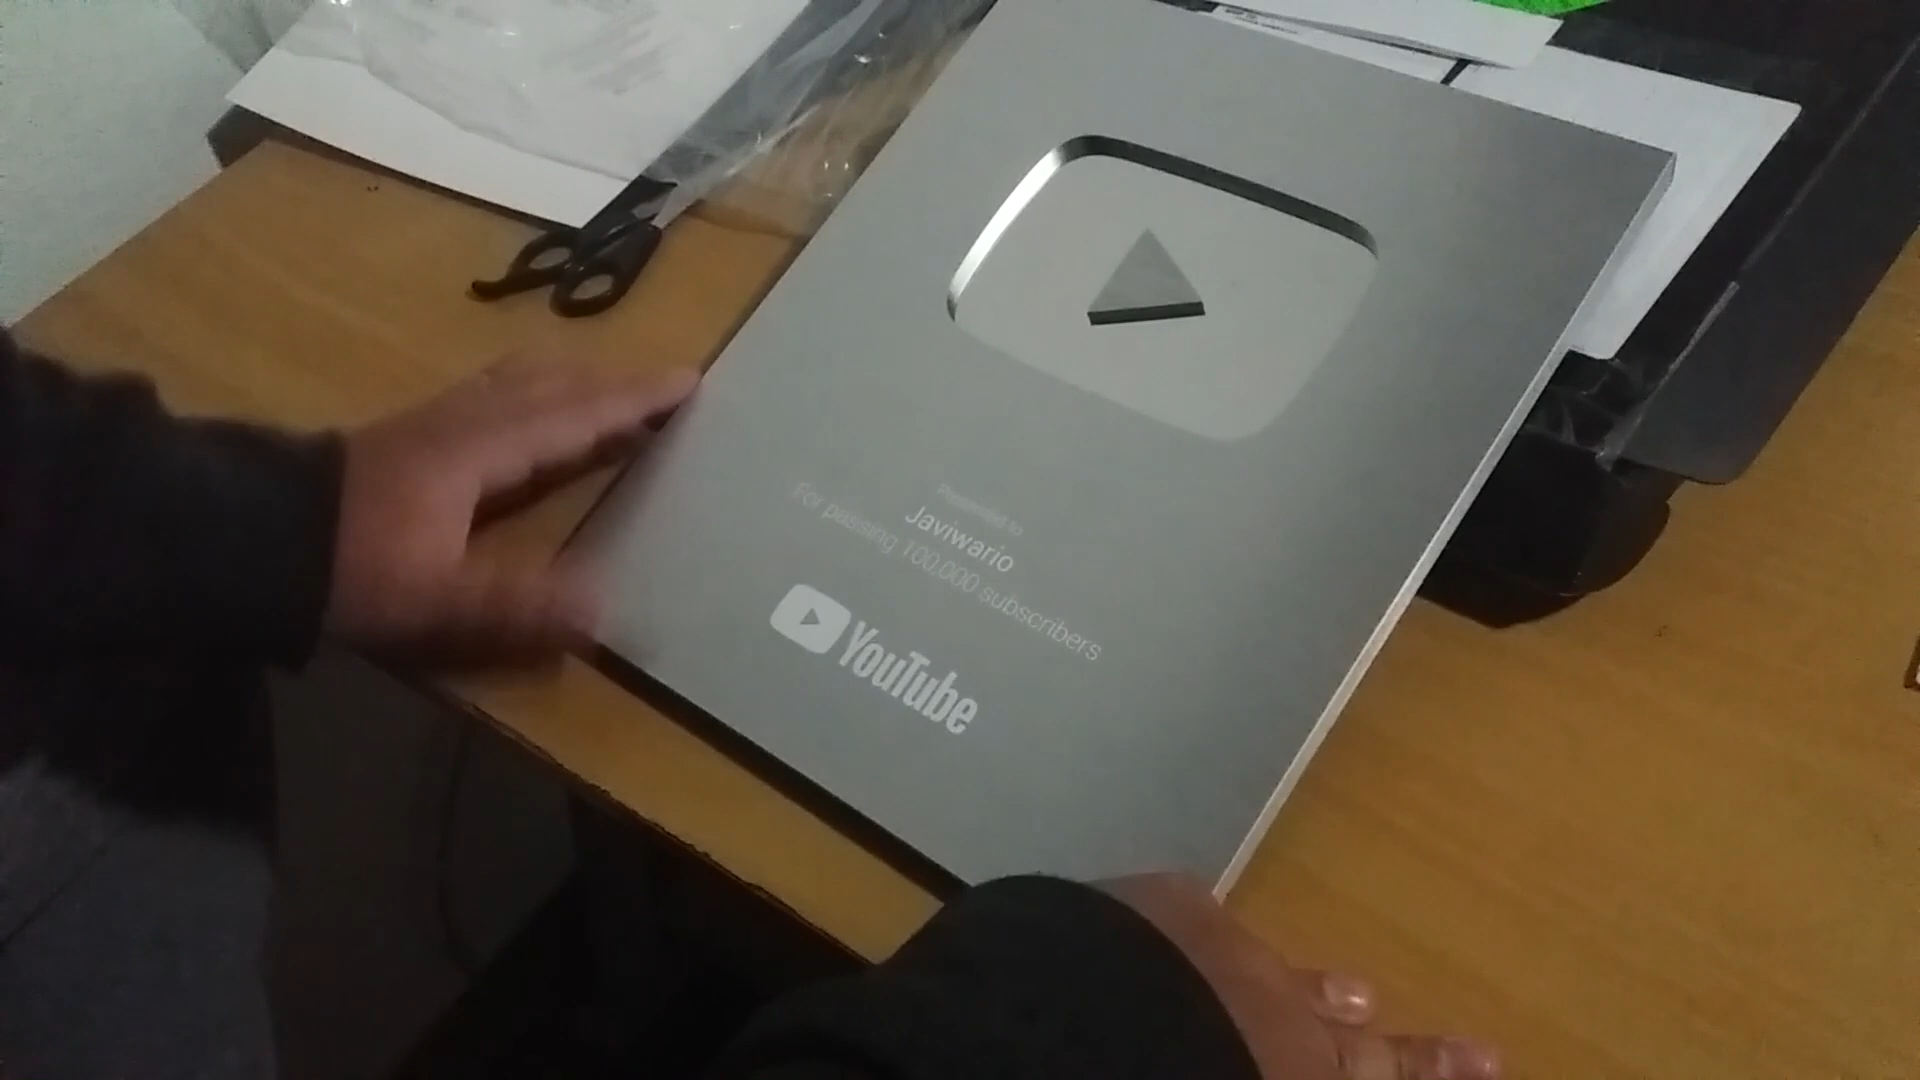 Presented to
Javiwario
For passing 100,000 subscribers
YouTube